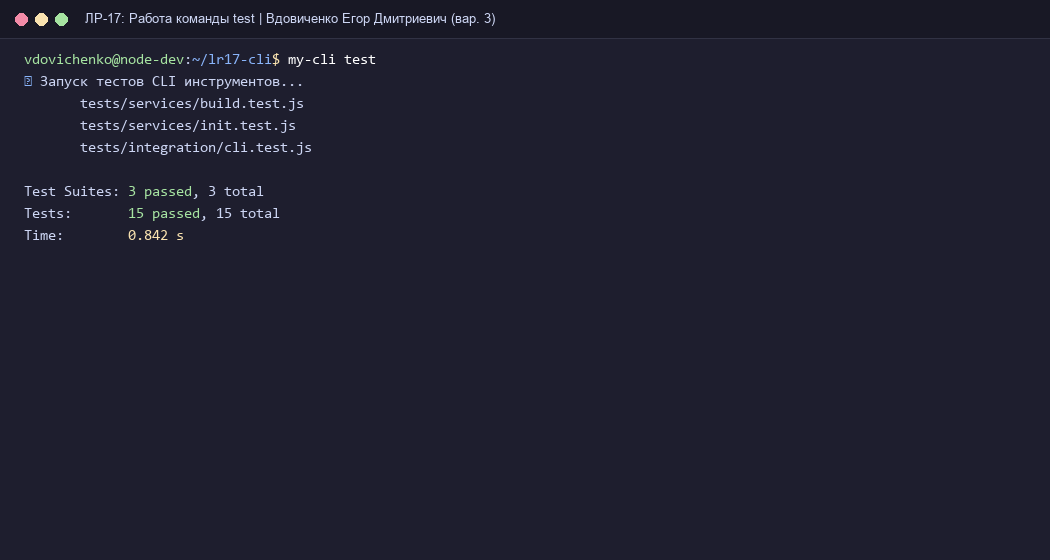 ЛР-17: Работа команды test | Вдовиченко Егор Дмитриевич (вар. 3)
vdovichenko@node-dev:~/lr17-cli$ my-cli test
Запуск тестов CLI инструментов...
tests/services/build.test.js
tests/services/init.test.js
tests/integration/cli.test.js
Test Suites: 3 passed, 3 total
Tests: 15 passed, 15 total
Time: 0.842 s